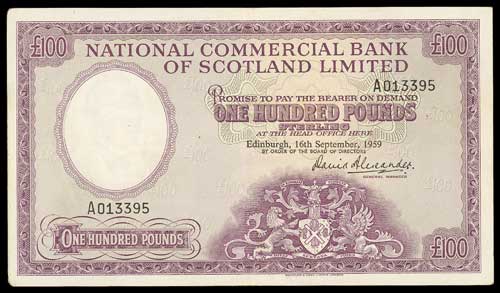 £100
£100
NATIONAL COMMERCIAL BANK
OF SCOTLAND LIMITED
A013395
PROMISE TO PAY THE BEARER ON DEMAND
ONE HUNDRED POUNDS
STERLING
AT THE HEAD OFFICE HERE
Edinburgh, 16th September, 1959
BY ORDER OF THE BOARD OF DIRECTORS
David Alexander
GENERAL MANAGER
A013395
ONE HUNDRED POUNDS
£100